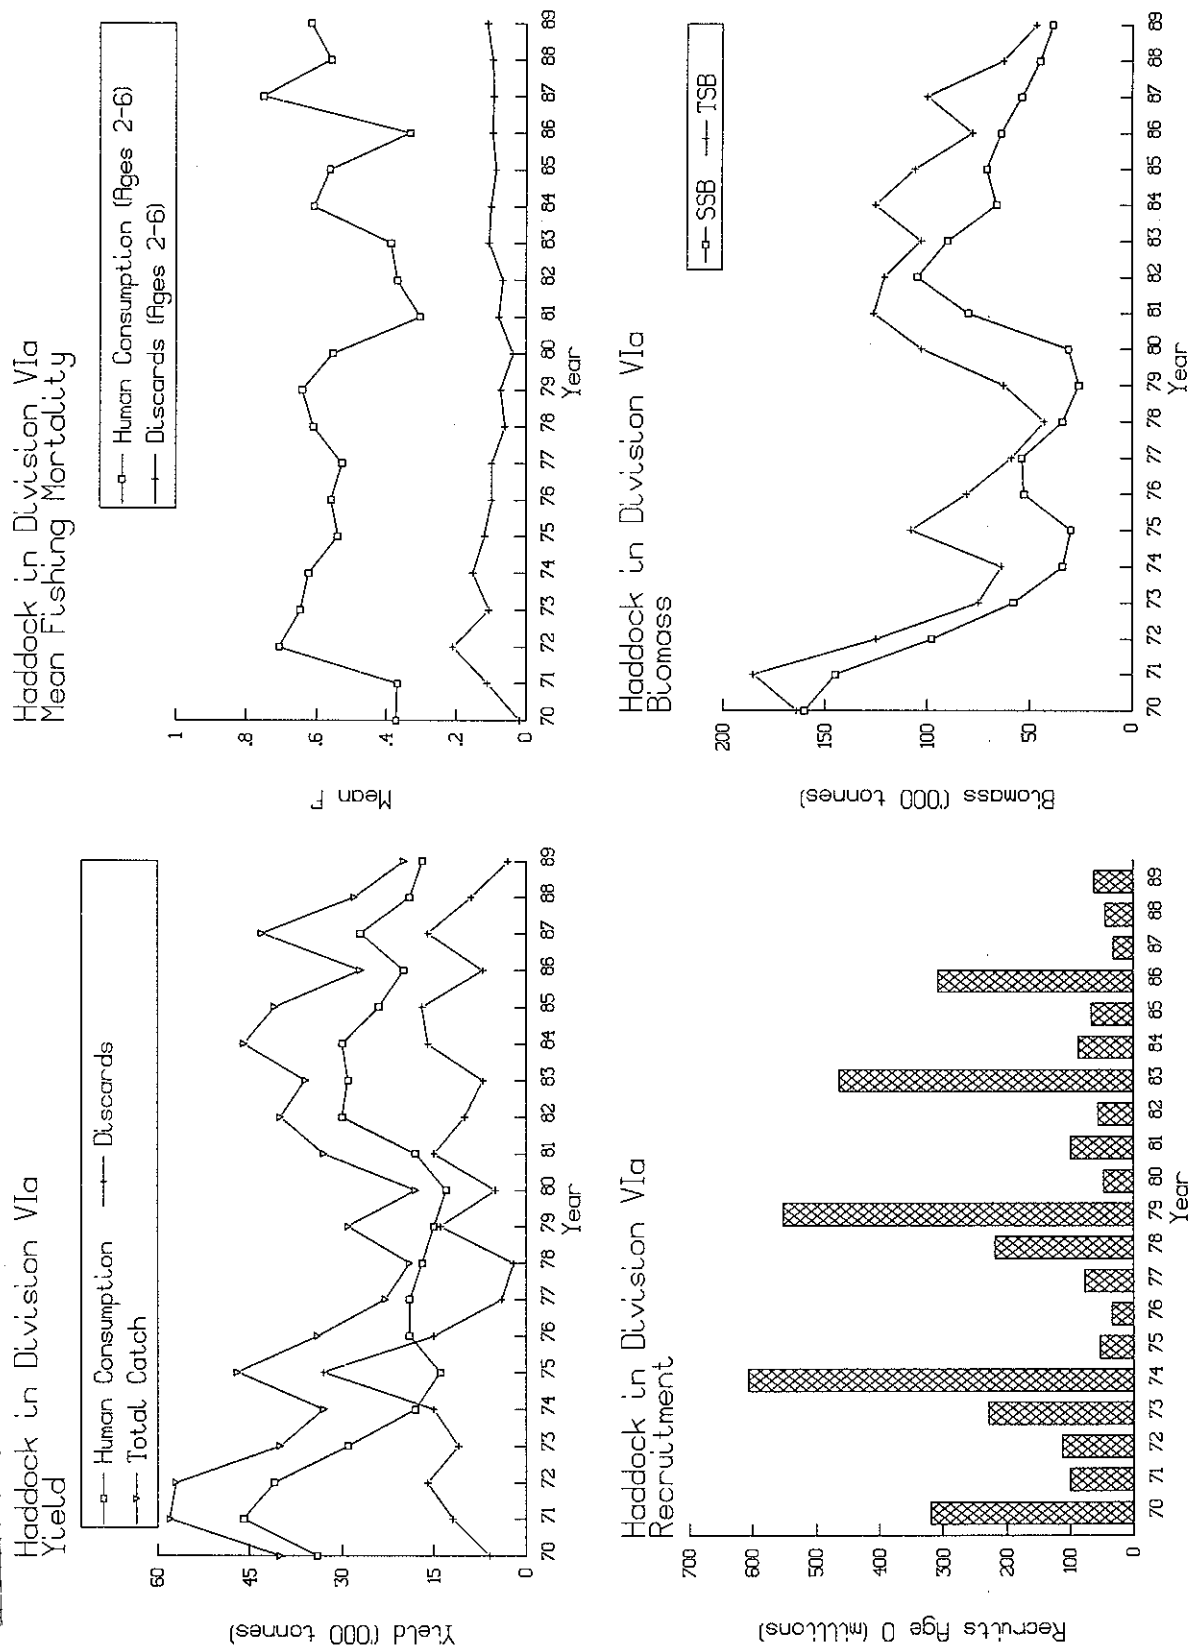 Haddock in Division VIa
Yield
Human Consumption
Discards
Total Catch
60
45
30
15
0
Yield ('000 tonnes)
70 71 72 73 74 75 76 77 78 79 80 81 82 83 84 85 86 87 88 89
Year
Haddock in Division VIa
Mean Fishing Mortality
Human Consumption (Ages 2-6)
Discards (Ages 2-6)
1
.8
.6
.4
.2
0
Mean F
70 71 72 73 74 75 76 77 78 79 80 81 82 83 84 85 86 87 88 89
Year
Haddock in Division VIa
Recruitment
700
600
500
400
300
200
100
0
Recruits Age 0 (millions)
70 71 72 73 74 75 76 77 78 79 80 81 82 83 84 85 86 87 88 89
Year
Haddock in Division VIa
Biomass
SSB TSB
200
150
100
50
0
Biomass ('000 tonnes)
70 71 72 73 74 75 76 77 78 79 80 81 82 83 84 85 86 87 88 89
Year